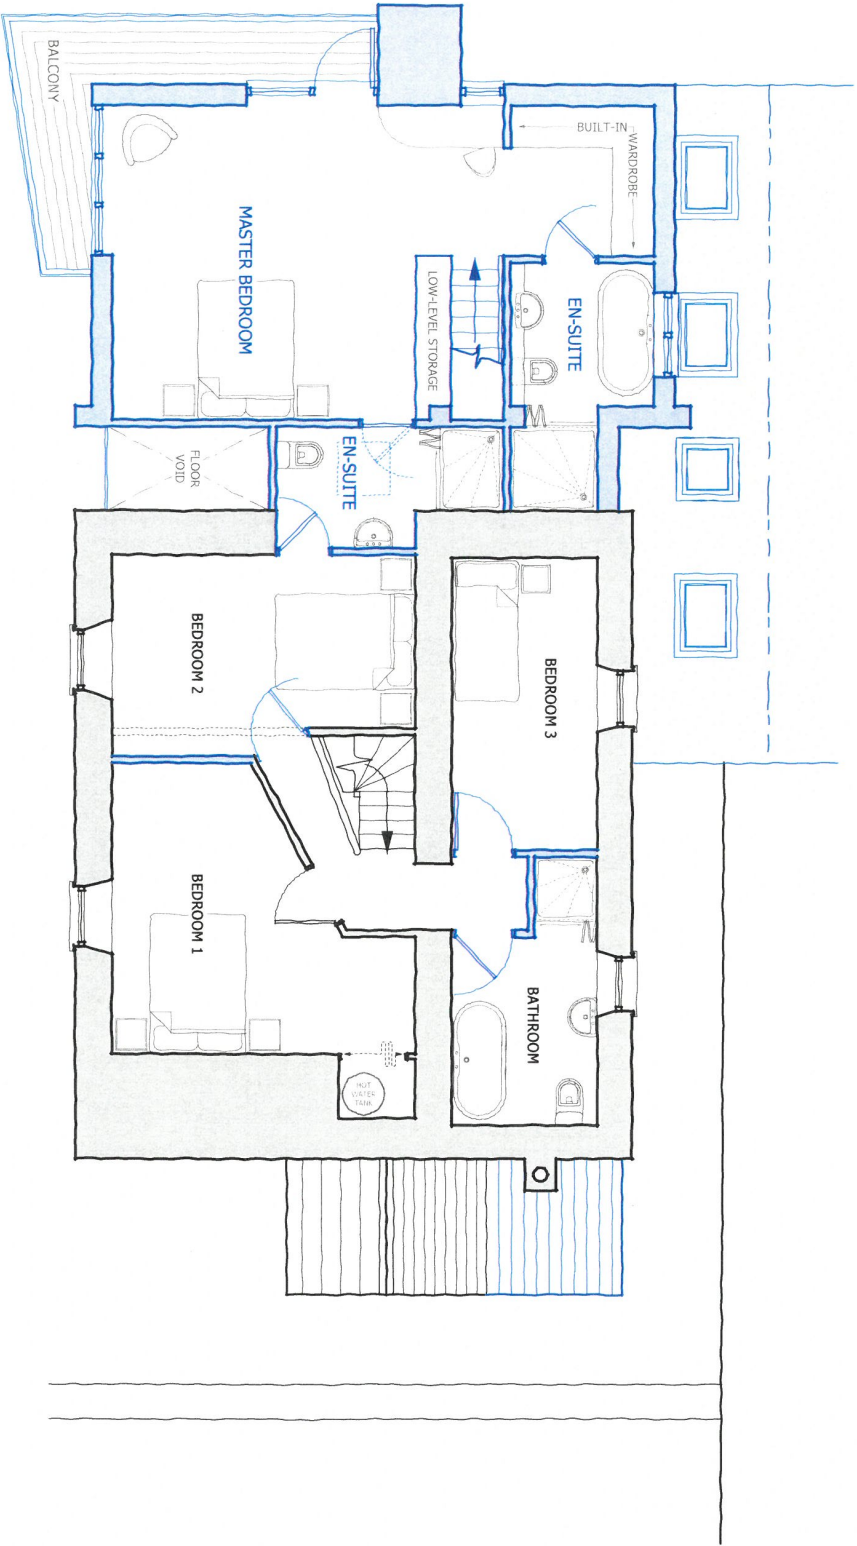 BALCONY
BUILT-IN
WARDROBE
MASTER BEDROOM
LOW-LEVEL STORAGE
EN-SUITE
FLOOR
VOID
EN-SUITE
BEDROOM 2
BEDROOM 3
BEDROOM 1
BATHROOM
HOT
WATER
TANK